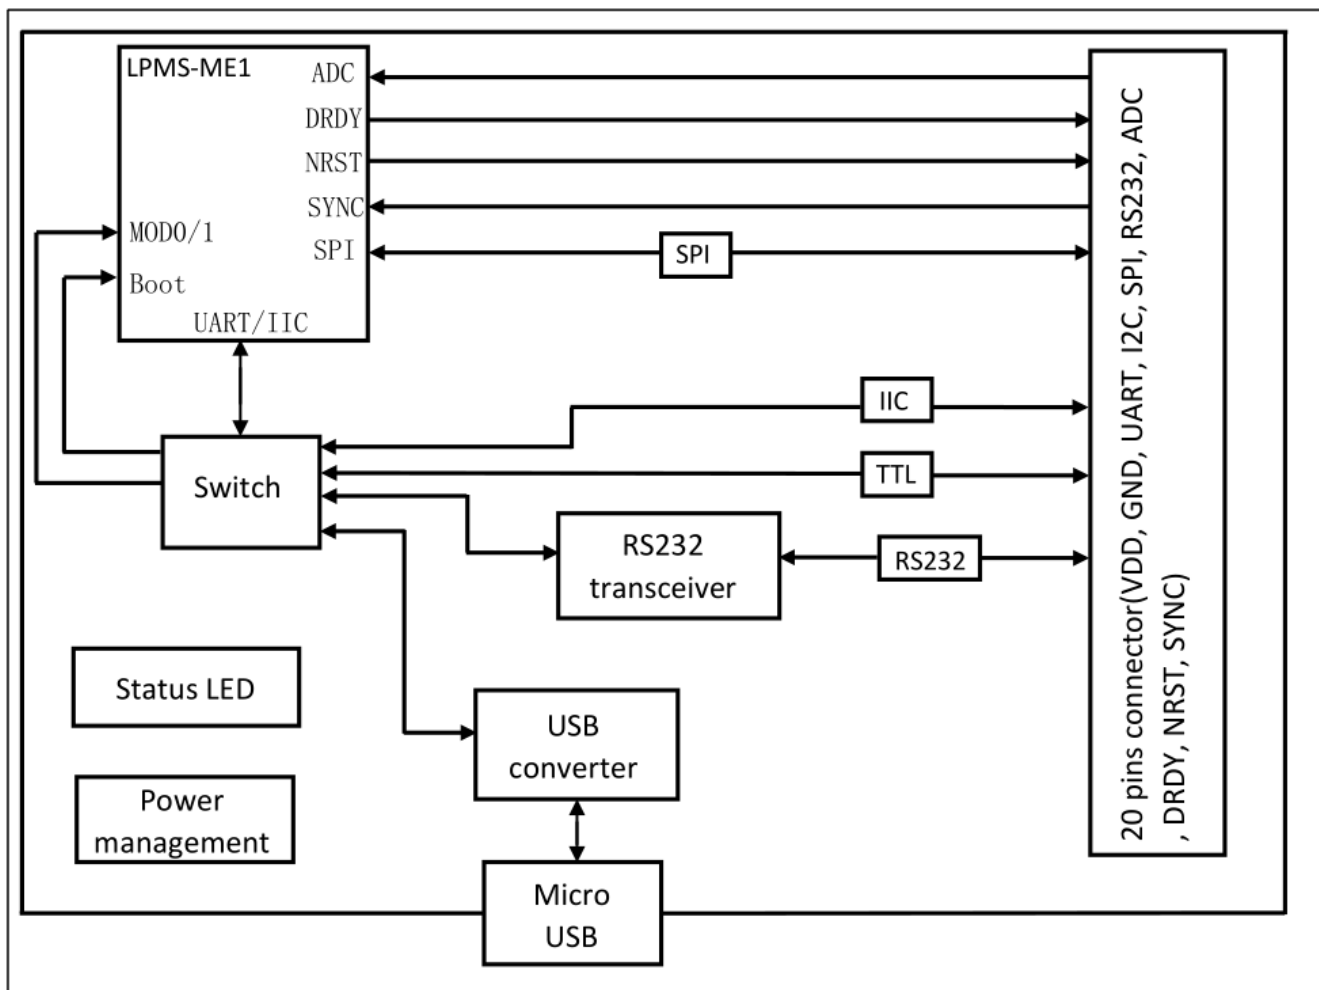 LPMS-ME1
ADC
DRDY
NRST
SYNC
SPI
MOD0/1
Boot
UART/IIC
SPI
IIC
TTL
RS232
Switch
RS232
transceiver
Status LED
USB
converter
Power
management
Micro
USB
20 pins connector(VDD, GND, UART, I2C, SPI, RS232, ADC
, DRDY, NRST, SYNC)